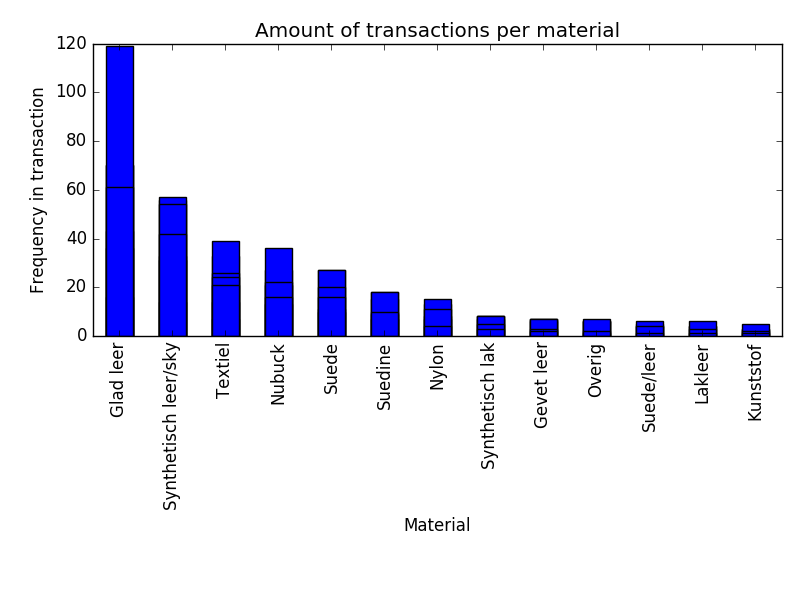 Amount of transactions per material
Frequency in transaction
120
100
80
60
40
20
0
Glad leer
Synthetisch leer/sky
Textiel
Nubuck
Suede
Suedine
Nylon
Synthetisch lak
Gevet leer
Overig
Suede/leer
Lakleer
Kunststof
Material